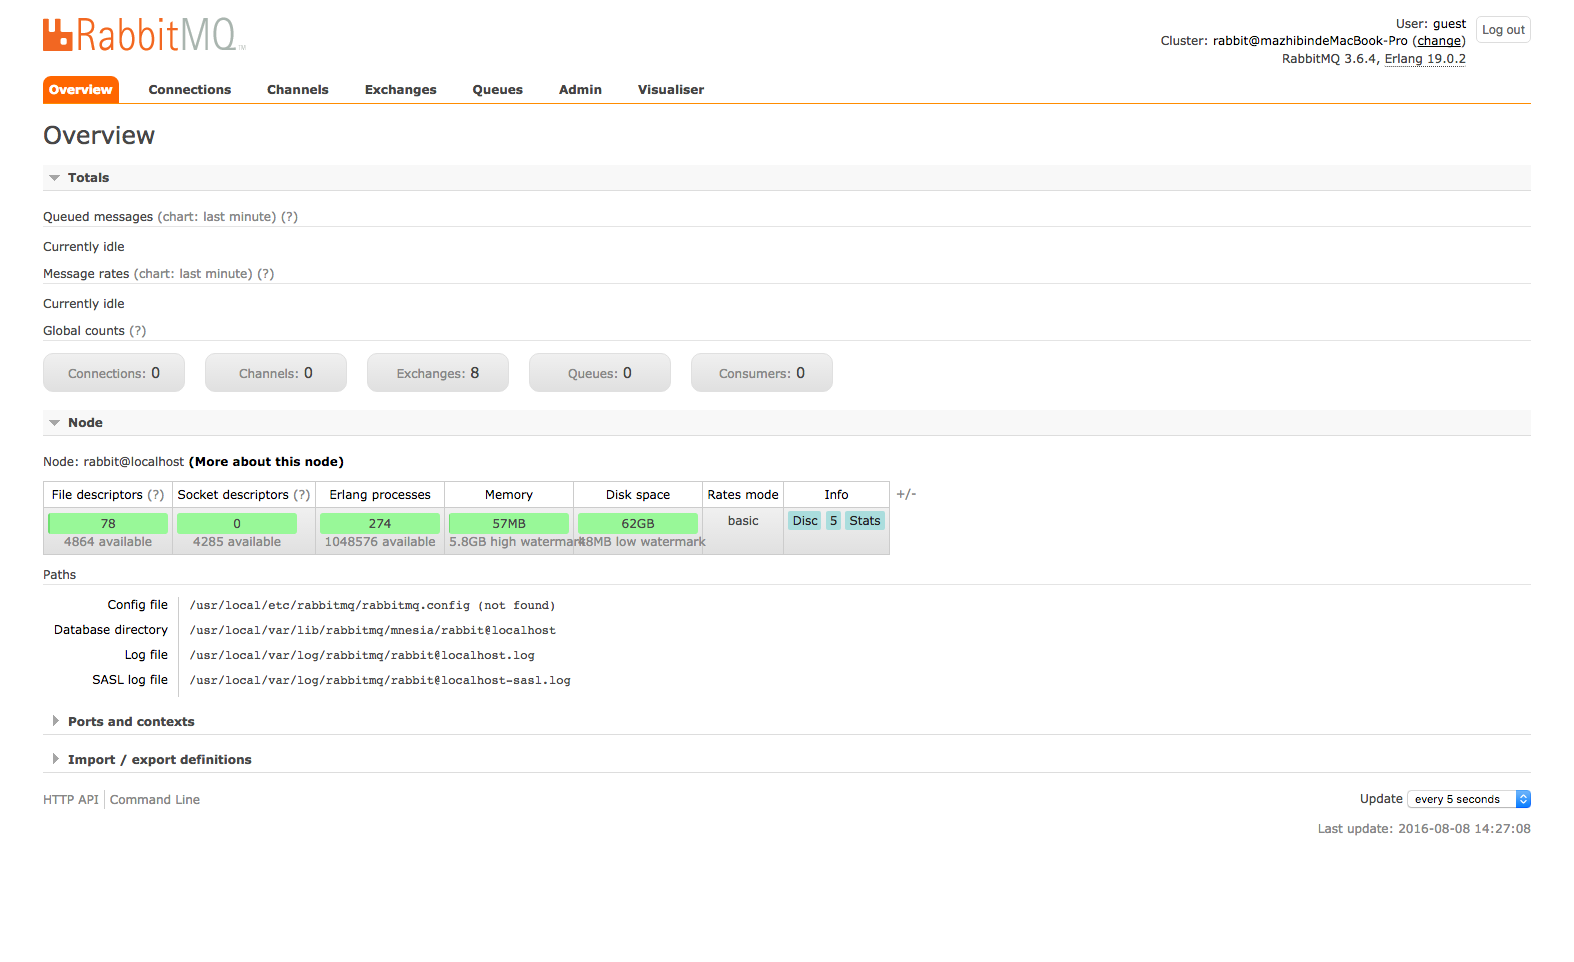 RabbitMQ™
User: guest
Log out
Cluster: rabbit@mazhibindeMacBook-Pro (change)
RabbitMQ 3.6.4, Erlang 19.0.2
Overview Connections Channels Exchanges Queues Admin Visualiser
Overview
Totals
Queued messages (chart: last minute) (?)
Currently idle
Message rates (chart: last minute) (?)
Currently idle
Global counts (?)
Connections: 0 Channels: 0 Exchanges: 8 Queues: 0 Consumers: 0
Node
Node: rabbit@localhost (More about this node)
File descriptors (?) Socket descriptors (?) Erlang processes Memory Disk space Rates mode Info +/-
78 0 274 57MB 62GB basic Disc 5 Stats
4864 available 4285 available 1048576 available 5.8GB high watermark 48MB low watermark
Paths
Config file /usr/local/etc/rabbitmq/rabbitmq.config (not found)
Database directory /usr/local/var/lib/rabbitmq/mnesia/rabbit@localhost
Log file /usr/local/var/log/rabbitmq/rabbit@localhost.log
SASL log file /usr/local/var/log/rabbitmq/rabbit@localhost-sasl.log
Ports and contexts
Import / export definitions
HTTP API Command Line
Update every 5 seconds
Last update: 2016-08-08 14:27:08